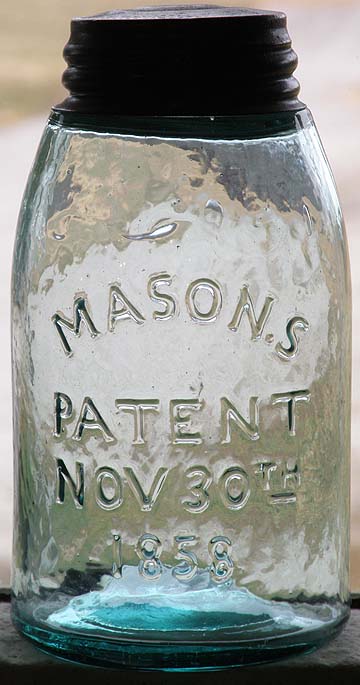 MASON.S
PATENT
NOV 30TH
1858